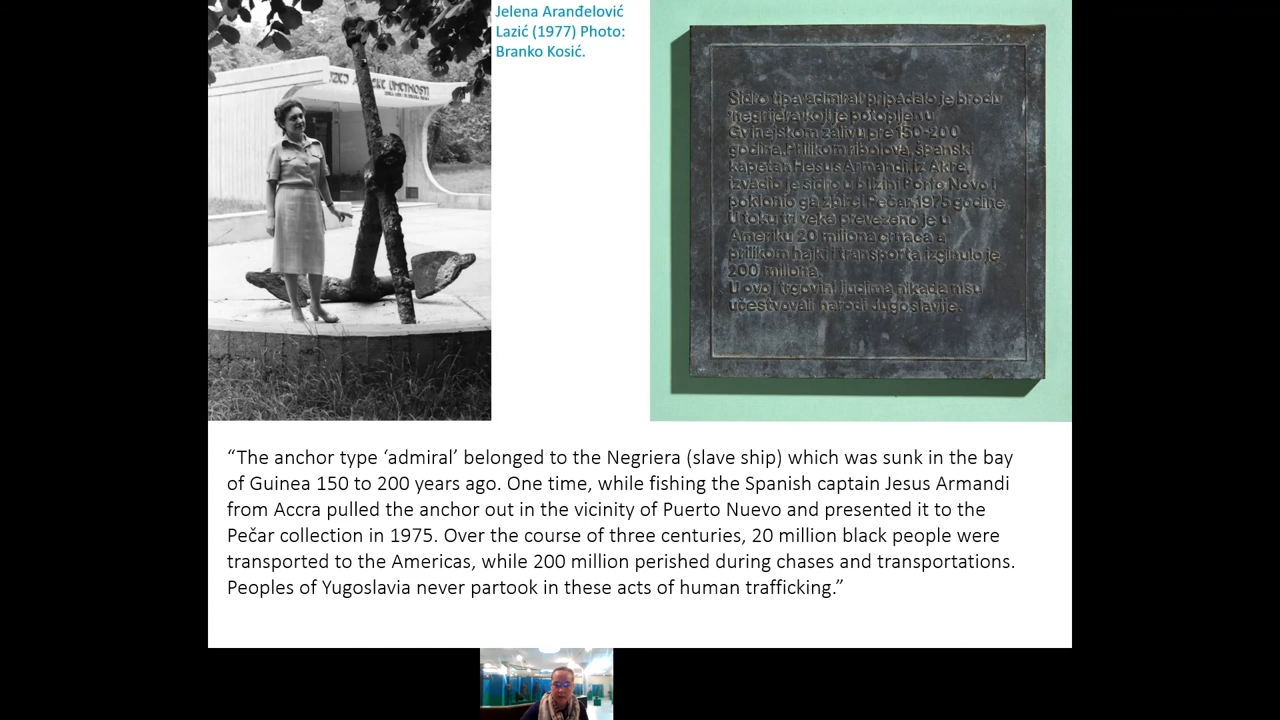 Jelena Aranđelović
Lazić (1977) Photo:
Branko Kosić.
UMETNOSTI
Sidro tipa admiral pripadalo je brodu
negrijera koji je potopljen u
Gvinejskom zalivu pre 150-200
godina. Prilikom ribolova, španski
kapetan Hesus Armandi, iz Akre,
izvadio je sidro u blizini Porto Novo i
poklonio ga zbirci Pečar, 1975 godine.
U toku tri veka prevezeno je u
Ameriku 20 miliona crnaca a
prilikom hajki i transporta izginulo je
200 miliona.
U ovoj trgovini ljudima nikada nisu
učestvovali narodi Jugoslavije.
“The anchor type ‘admiral’ belonged to the Negriera (slave ship) which was sunk in the bay
of Guinea 150 to 200 years ago. One time, while fishing the Spanish captain Jesus Armandi
from Accra pulled the anchor out in the vicinity of Puerto Nuevo and presented it to the
Pečar collection in 1975. Over the course of three centuries, 20 million black people were
transported to the Americas, while 200 million perished during chases and transportations.
Peoples of Yugoslavia never partook in these acts of human trafficking.”